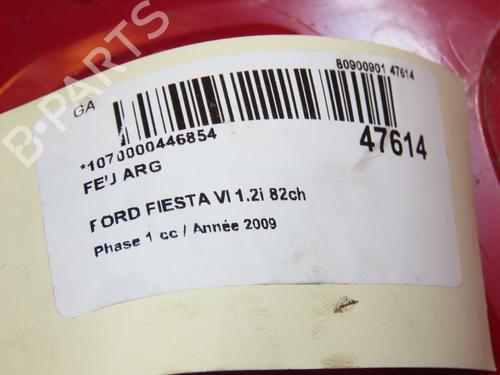 B-PARTS
80900901 47614
GA
*1070000446854
47614
FEU ARG
FORD FIESTA VI 1.2i 82ch
Phase 1 cc / Année 2009